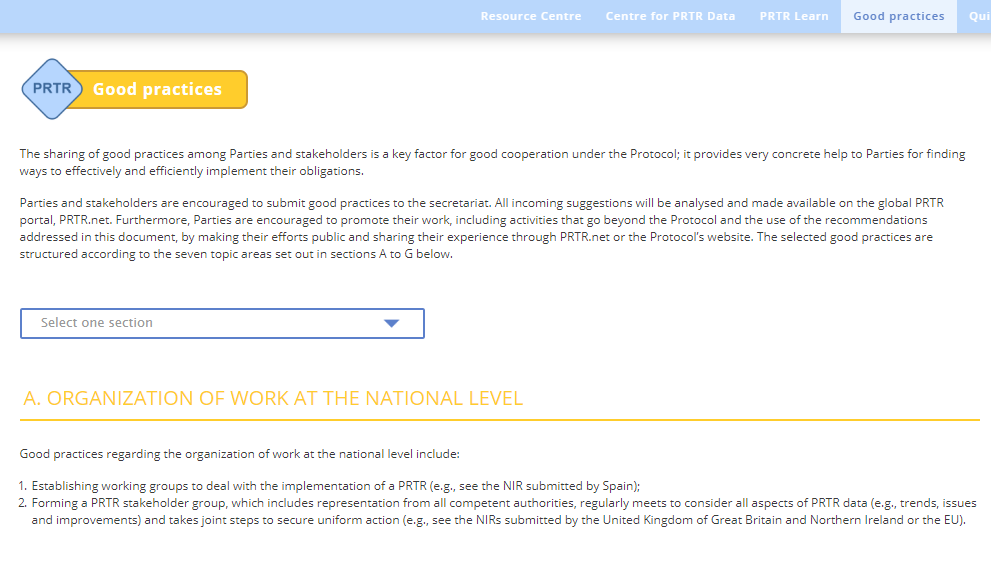 Resource Centre Centre for PRTR Data PRTR Learn Good practices Qui
PRTR Good practices
The sharing of good practices among Parties and stakeholders is a key factor for good cooperation under the Protocol; it provides very concrete help to Parties for finding
ways to effectively and efficiently implement their obligations.
Parties and stakeholders are encouraged to submit good practices to the secretariat. All incoming suggestions will be analysed and made available on the global PRTR
portal, PRTR.net. Furthermore, Parties are encouraged to promote their work, including activities that go beyond the Protocol and the use of the recommendations
addressed in this document, by making their efforts public and sharing their experience through PRTR.net or the Protocol's website. The selected good practices are
structured according to the seven topic areas set out in sections A to G below.
Select one section
A. ORGANIZATION OF WORK AT THE NATIONAL LEVEL
Good practices regarding the organization of work at the national level include:
1. Establishing working groups to deal with the implementation of a PRTR (e.g., see the NIR submitted by Spain);
2. Forming a PRTR stakeholder group, which includes representation from all competent authorities, regularly meets to consider all aspects of PRTR data (e.g., trends, issues
and improvements) and takes joint steps to secure uniform action (e.g., see the NIRs submitted by the United Kingdom of Great Britain and Northern Ireland or the EU).